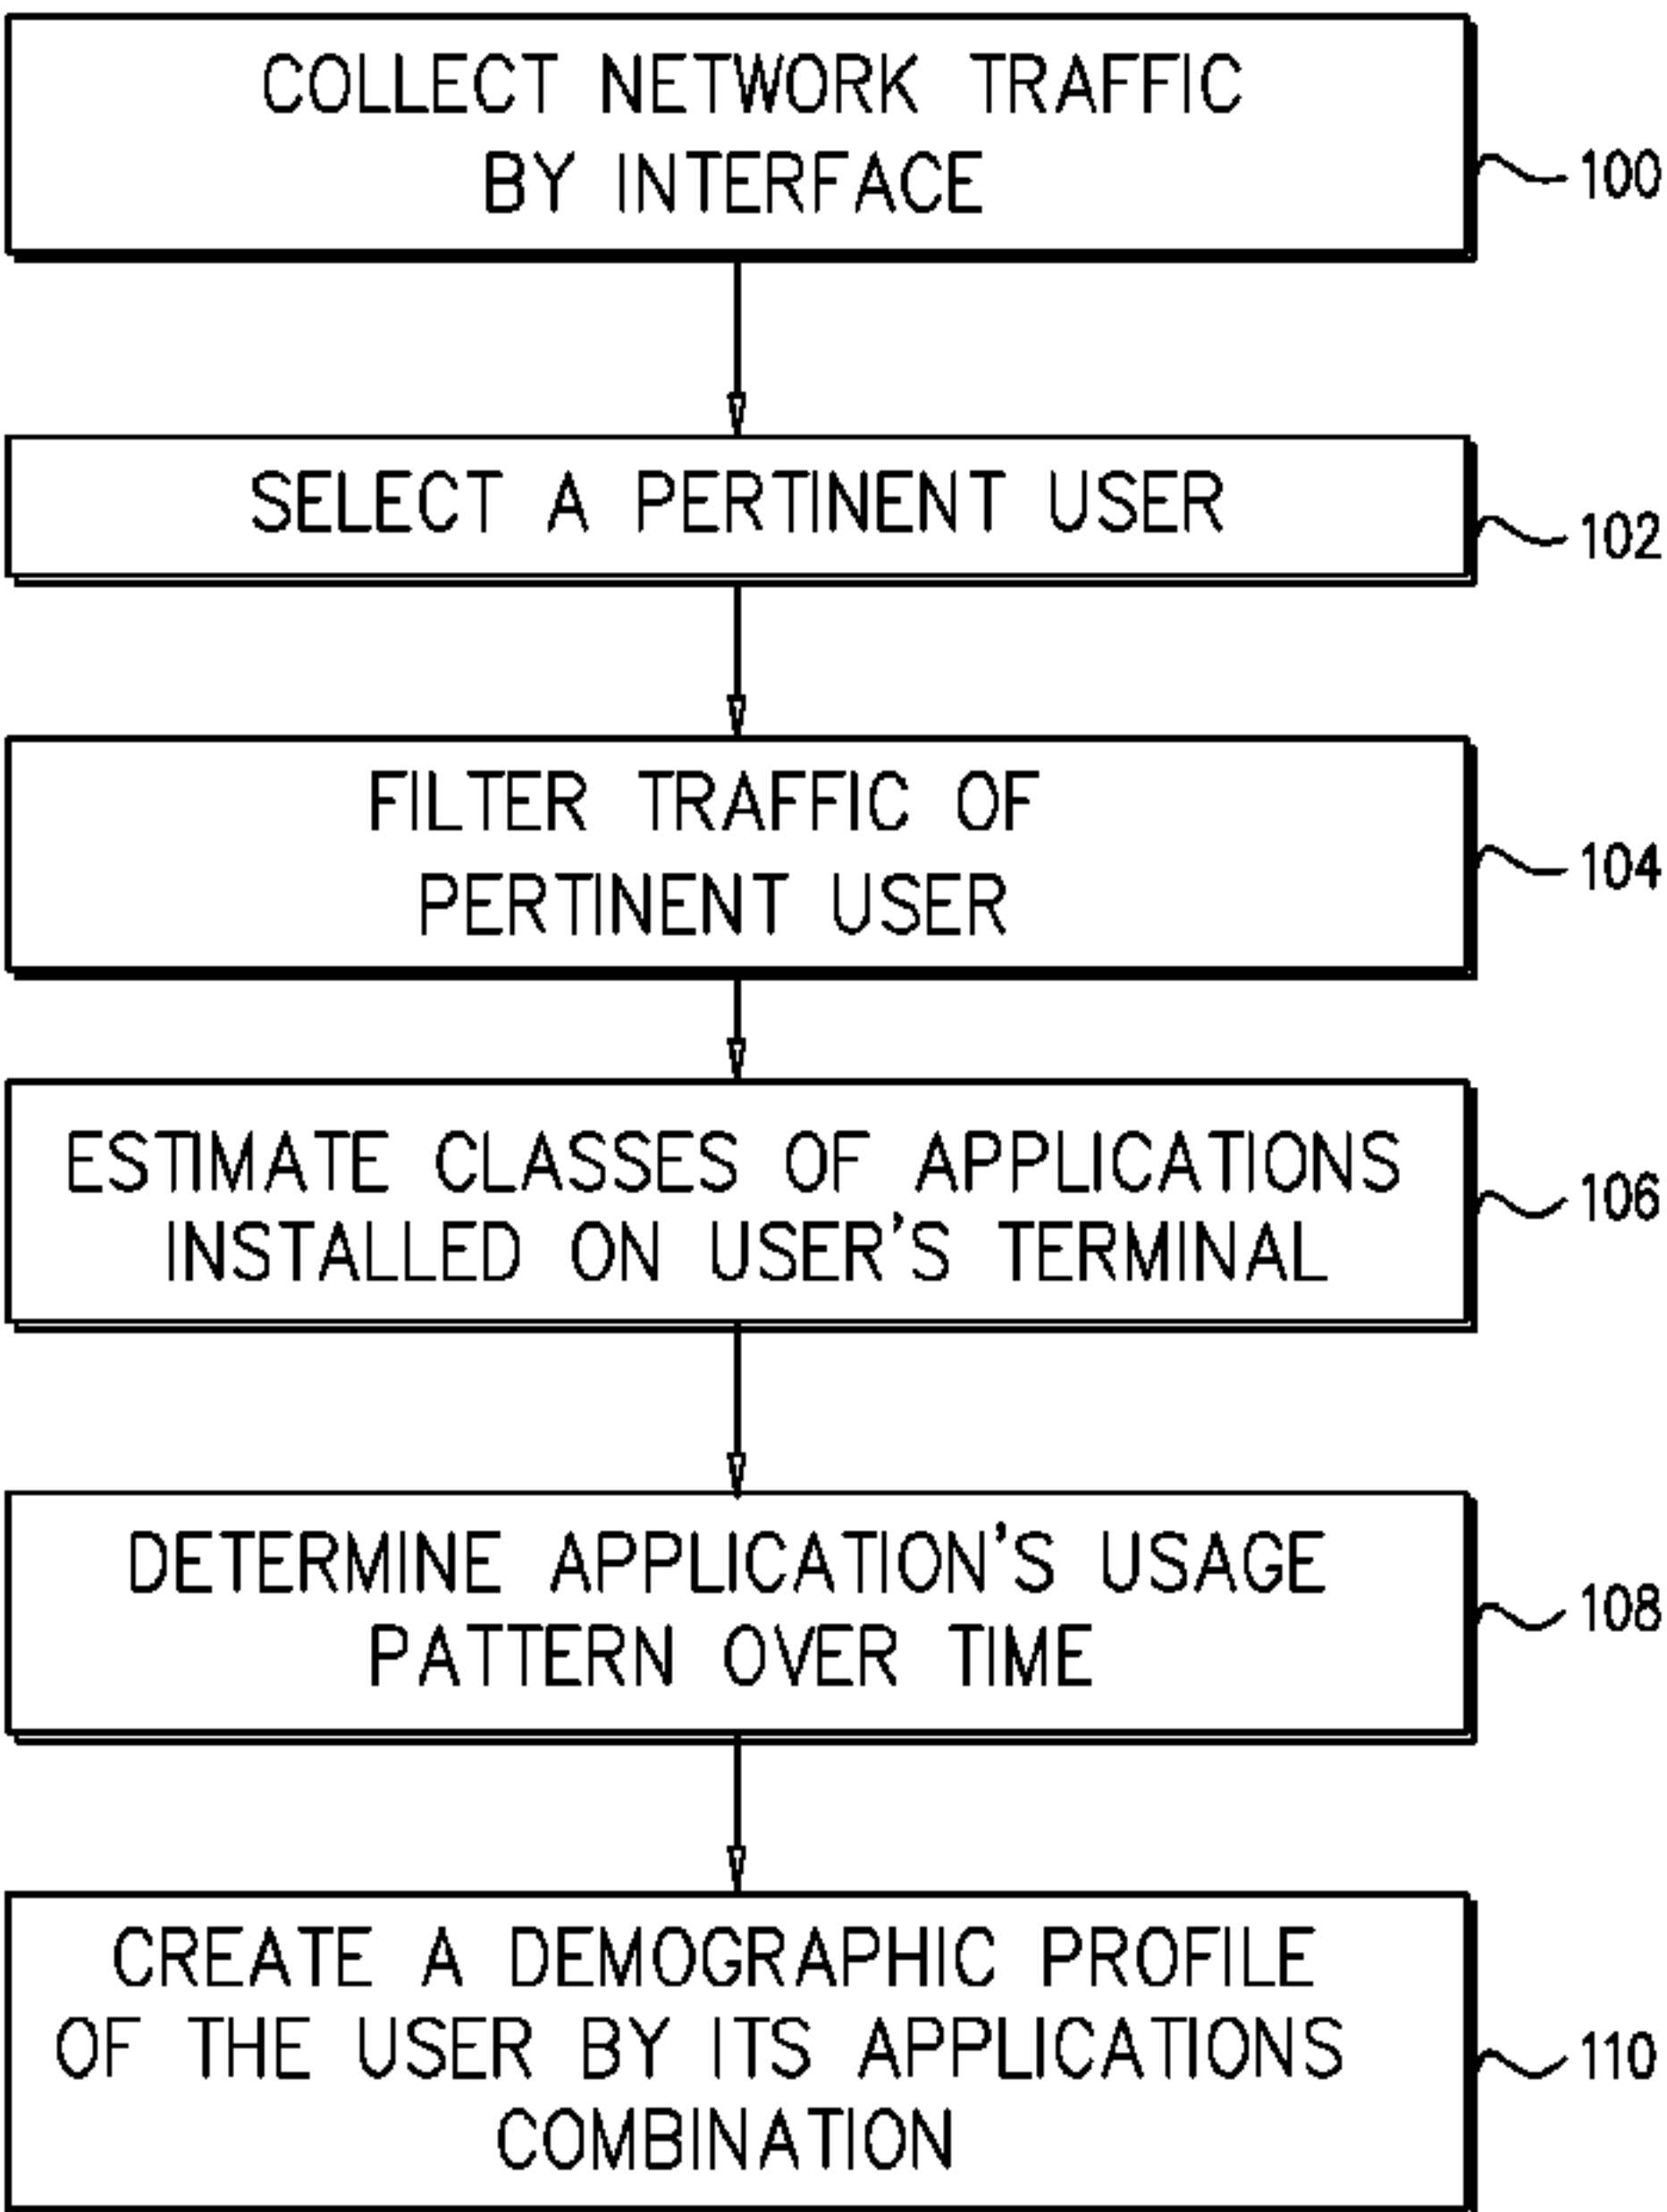 COLLECT NETWORK TRAFFIC
BY INTERFACE
100
SELECT A PERTINENT USER
102
FILTER TRAFFIC OF
PERTINENT USER
104
ESTIMATE CLASSES OF APPLICATIONS
INSTALLED ON USER'S TERMINAL
106
DETERMINE APPLICATION'S USAGE
PATTERN OVER TIME
108
CREATE A DEMOGRAPHIC PROFILE
OF THE USER BY ITS APPLICATIONS
COMBINATION
110